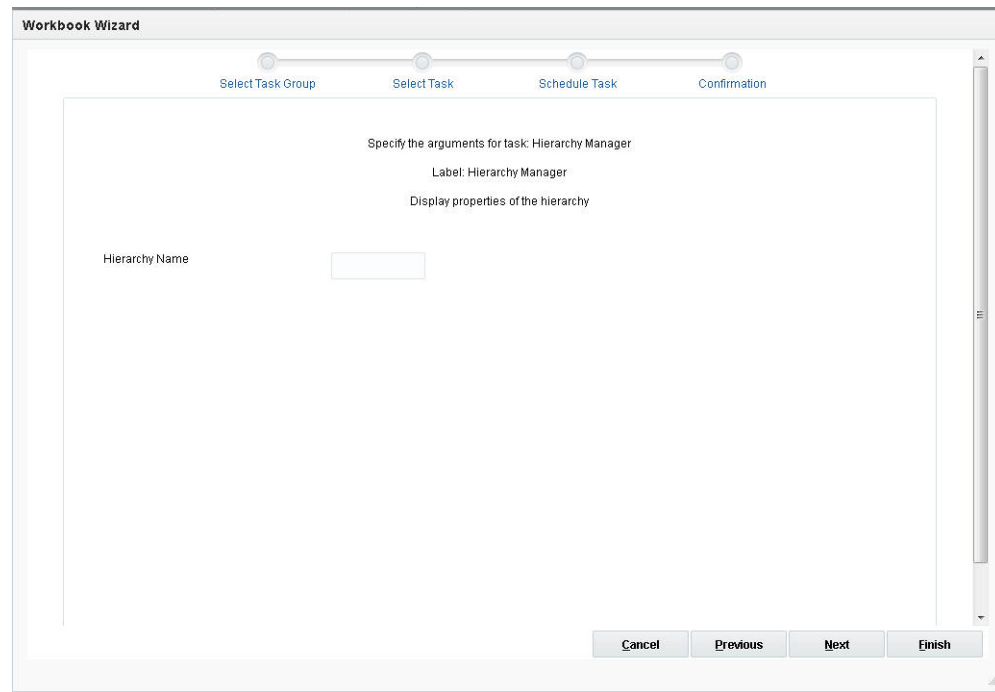 Workbook Wizard
Select Task Group Select Task Schedule Task Confirmation
Specify the arguments for task: Hierarchy Manager
Label: Hierarchy Manager
Display properties of the hierarchy
Hierarchy Name
Cancel Previous Next Finish